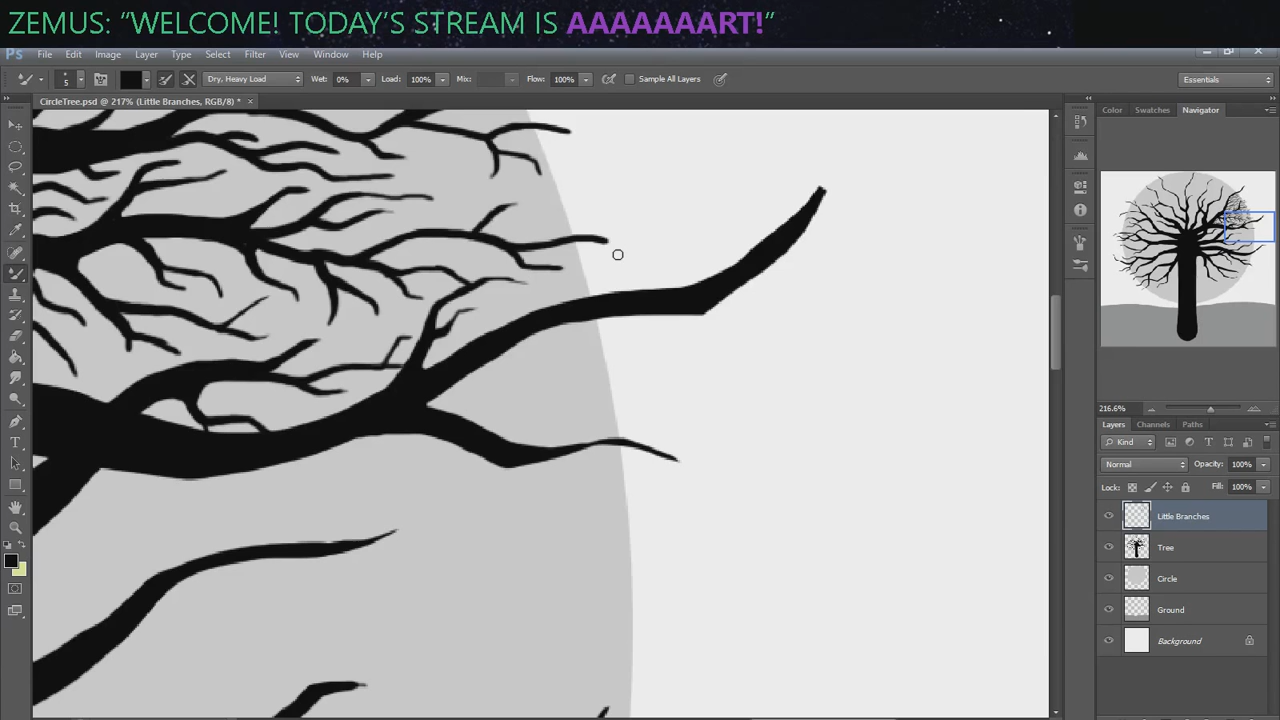 ZEMUS: “WELCOME! TODAY’S STREAM IS AAAAAAART!”
PS File Edit Image Layer Type Select Filter View Window Help
5 Dry, Heavy Load Wet: 0% Load: 100% Mix: Flow: 100% Sample All Layers Essentials
CircleTree.psd @ 217% (Little Branches, RGB/8) *
Color Swatches Navigator
216.6%
Layers Channels Paths
Kind
Normal Opacity: 100%
Lock: Fill: 100%
Little Branches
Tree
Circle
Ground
Background